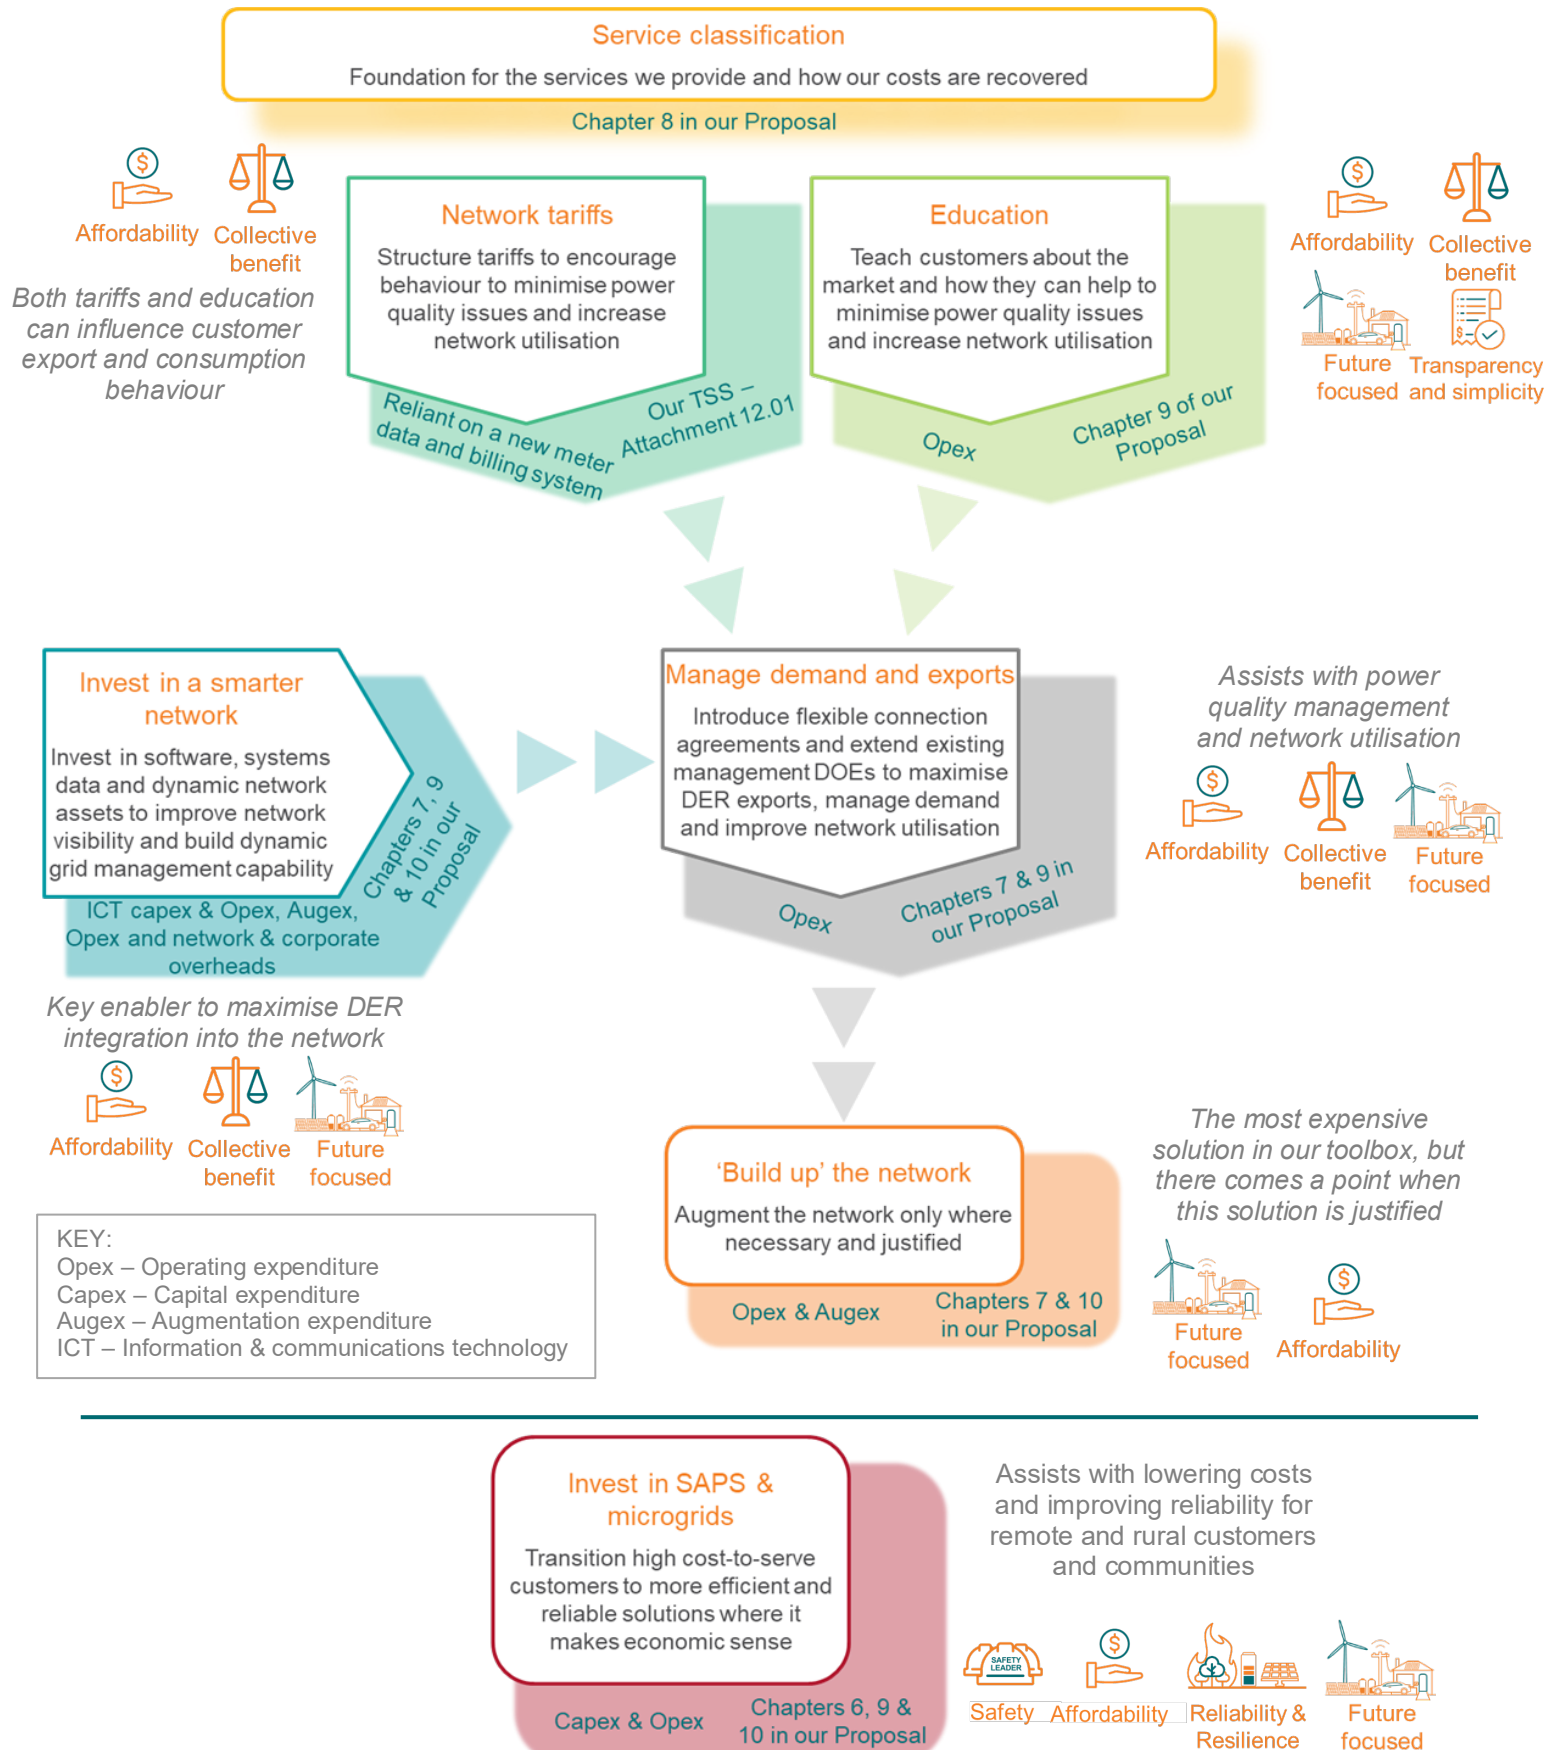 Service classification
Foundation for the services we provide and how our costs are recovered
Chapter 8 in our Proposal
Affordability
Collective
benefit
Both tariffs and education
can influence customer
export and consumption
behaviour
Network tariffs
Structure tariffs to encourage
behaviour to minimise power
quality issues and increase
network utilisation
Reliant on a new meter
data and billing system
Our TSS –
Attachment 12.01
Education
Teach customers about the
market and how they can help to
minimise power quality issues
and increase network utilisation
Opex
Chapter 9 of our
Proposal
Affordability
Collective
benefit
Future
focused
Transparency
and simplicity
Invest in a smarter
network
Invest in software, systems
data and dynamic network
assets to improve network
visibility and build dynamic
grid management capability
Chapters 7, 9
& 10 in our
Proposal
ICT capex & Opex, Augex,
Opex and network & corporate
overheads
Key enabler to maximise DER
integration into the network
Affordability
Collective
benefit
Future
focused
Manage demand and exports
Introduce flexible connection
agreements and extend existing
management DOEs to maximise
DER exports, manage demand
and improve network utilisation
Opex
Chapters 7 & 9 in
our Proposal
Assists with power
quality management
and network utilisation
Affordability
Collective
benefit
Future
focused
'Build up' the network
Augment the network only where
necessary and justified
Opex & Augex
Chapters 7 & 10
in our Proposal
The most expensive
solution in our toolbox, but
there comes a point when
this solution is justified
Future
focused
Affordability
KEY:
Opex – Operating expenditure
Capex – Capital expenditure
Augex – Augmentation expenditure
ICT – Information & communications technology
Invest in SAPS &
microgrids
Transition high cost-to-serve
customers to more efficient and
reliable solutions where it
makes economic sense
Capex & Opex
Chapters 6, 9 &
10 in our Proposal
Assists with lowering costs
and improving reliability for
remote and rural customers
and communities
SAFETY
LEADER
Safety
Affordability
Reliability &
Resilience
Future
focused